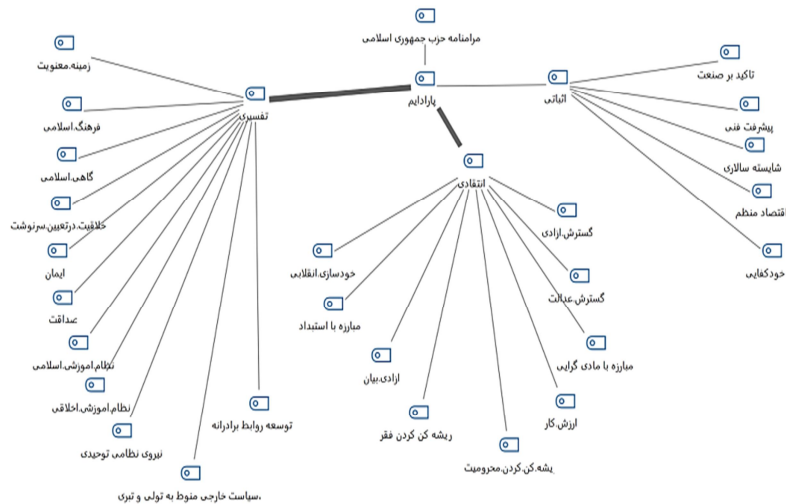 مرامنامه حزب جمهوری اسلامی
پارادایم
تفسیری
اثباتی
انتقادی
تاکید بر صنعت
پیشرفت فنی
شایسته سالاری
اقتصاد منظم
خودکفایی
گسترش.ازادی
گسترش.عدالت
مبارزه با مادی گرایی
ارزش.کار
یشه.کن.کردن.محرومیت
ریشه کن کردن فقر
ازادی.بیان
مبارزه با استبداد
خودسازی.انقلابی
زمینه.معنویت
فرهنگ.اسلامی
گاهی.اسلامی
خلاقیت.درتعیین.سرنوشت
ایمان
صداقت
نظام.اموزشی.اسلامی
نظام.اموزشی.اخلاقی
نیروی نظامی توحیدی
سیاست خارجی منوط به تولی و تبری،
توسعه روابط برادرانه